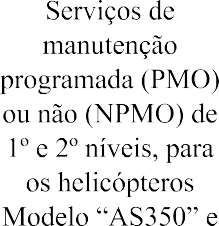 Serviços de
manutenção
programada (PMO)
ou não (NPMO) de
1º e 2º níveis, para
os helicópteros
Modelo “AS350” e